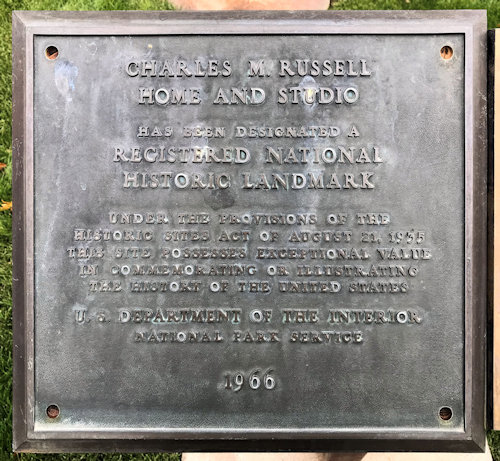 CHARLES M. RUSSELL
HOME AND STUDIO
HAS BEEN DESIGNATED A
REGISTERED NATIONAL
HISTORIC LANDMARK
UNDER THE PROVISIONS OF THE
HISTORIC SITES ACT OF AUGUST 21, 1935
THIS SITE POSSESSES EXCEPTIONAL VALUE
IN COMMEMORATING OR ILLUSTRATING
THE HISTORY OF THE UNITED STATES
U. S. DEPARTMENT OF THE INTERIOR
NATIONAL PARK SERVICE
1966